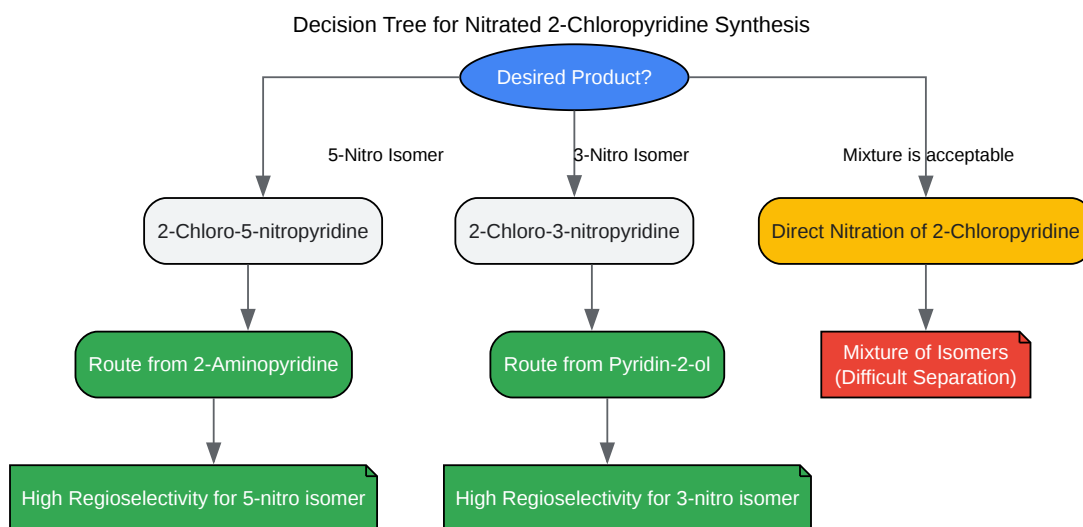 Decision Tree for Nitrated 2-Chloropyridine Synthesis
Desired Product?
5-Nitro Isomer
3-Nitro Isomer
Mixture is acceptable
2-Chloro-5-nitropyridine
2-Chloro-3-nitropyridine
Direct Nitration of 2-Chloropyridine
Route from 2-Aminopyridine
Route from Pyridin-2-ol
Mixture of Isomers
(Difficult Separation)
High Regioselectivity for 5-nitro isomer
High Regioselectivity for 3-nitro isomer